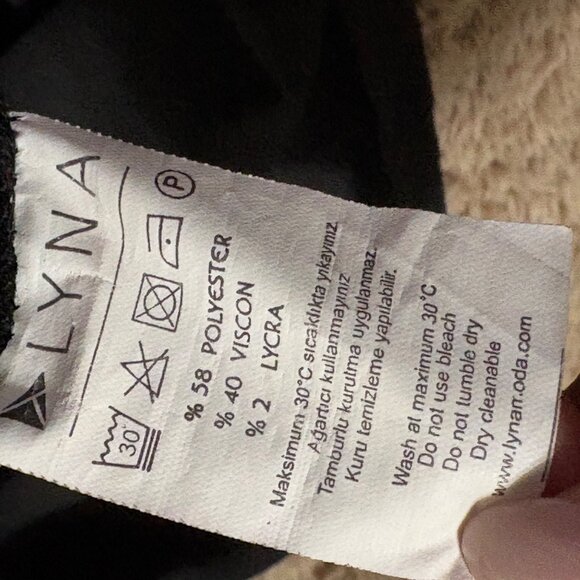 LYNA
30°
P
% 58 POLYESTER
% 40 VISCON
% 2 LYCRA
Maksimum 30°C sıcaklıkta yıkayınız
Ağartıcı kullanmayınız
Tamburlu kurutma uygulanmaz.
Kuru temizleme yapılabilir.
Wash at maximum 30°C
Do not use bleach
Do not tumble dry
Dry cleanable
www.lynamoda.com